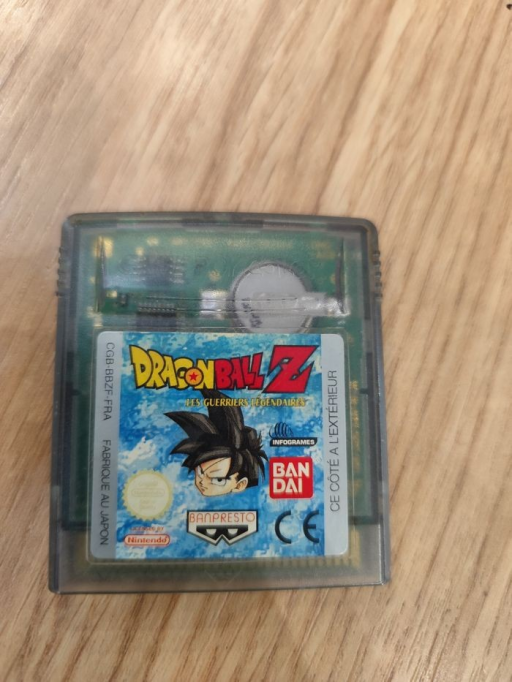 DRAGON BALL Z
LES GUERRIERS LÉGENDAIRES
INFOGRAMES
BAN
DAI
BANPRESTO
CE
Nintendo
CGB-BBZF-FRA FABRIQUÉ AU JAPON
CE CÔTÉ A L'EXTÉRIEUR